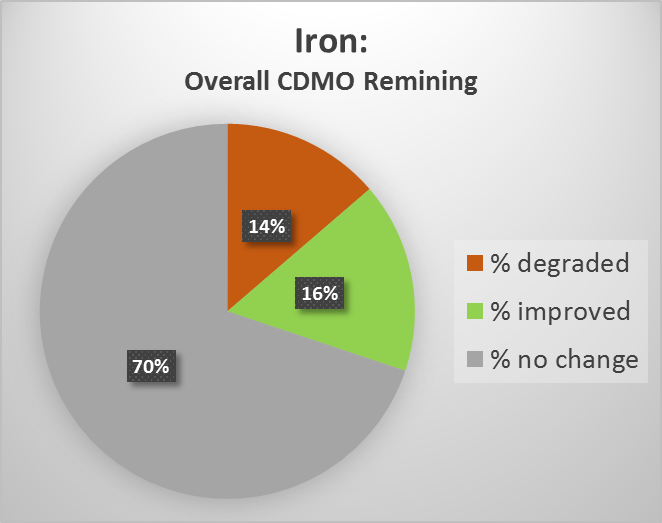 Iron:
Overall CDMO Remining
14%
16%
70%
% degraded
% improved
% no change